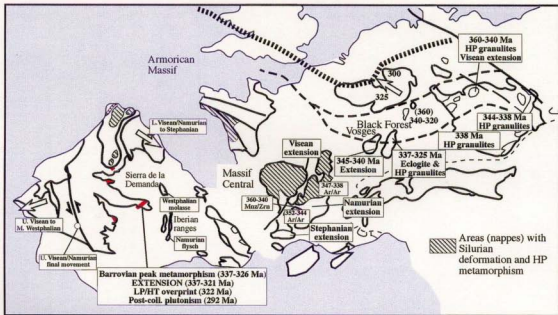 360-340 Ma
HP granulites
Visean extension
Armorican
Massif
300
325
(360)
340-320
344-338 Ma
HP granulites
Black Forest
Vosges
338 Ma
HP granulites
L. Visean/Namurian
to Stephanian
Visean
extension
345-340 Ma
Extension
337-325 Ma
Eclogite &
HP granulites
Sierra de la
Demanda
Massif
Central
347-338
Ar/Ar
360-340
Mnz/Zrn
Westphalian
molasse
352-344
Ar/Ar
Namurian
extension
Iberian
ranges
U. Visean to
M. Westphalian
Namurian
flysch
Stephanian
extension
U. Visean/Namurian
final movement
Areas (nappes) with
Silurian
deformation and HP
metamorphism
Barrovian peak metamorphism (337-326 Ma)
EXTENSION (337-321 Ma)
LP/HT overprint (322 Ma)
Post-coll. plutonism (292 Ma)